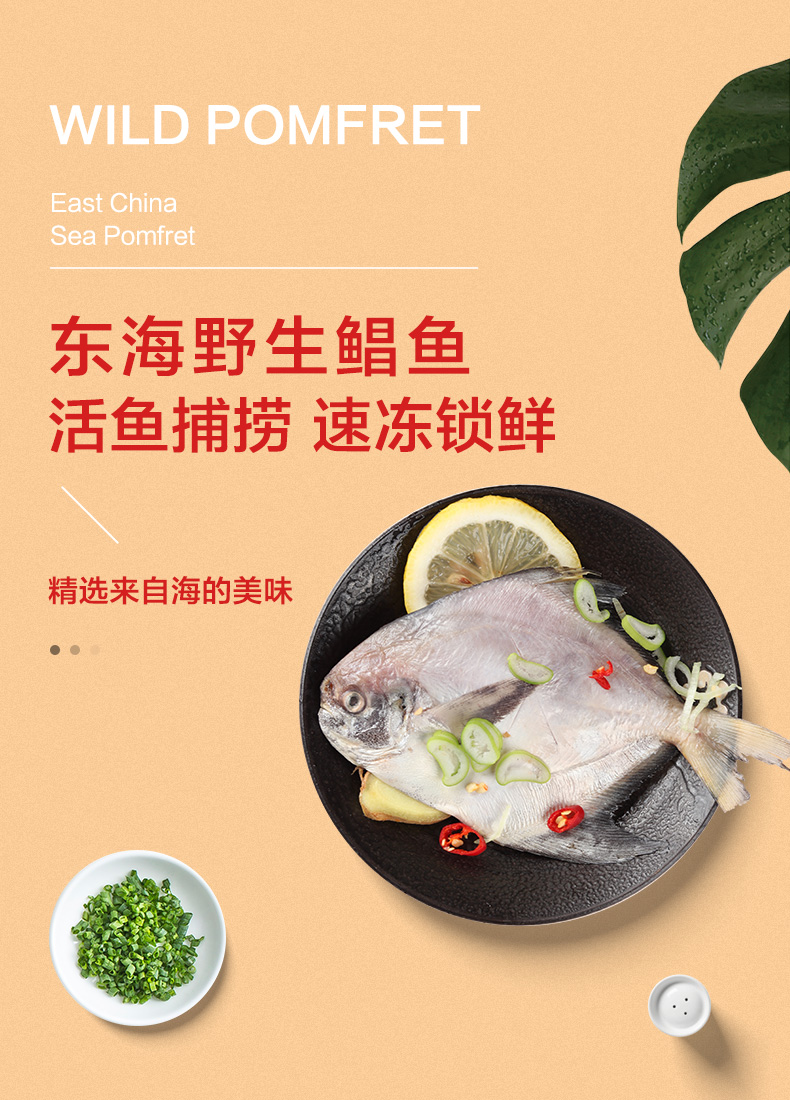 WILD POMFRET
East China
Sea Pomfret
东海野生鲳鱼
活鱼捕捞 速冻锁鲜
精选来自海的美味